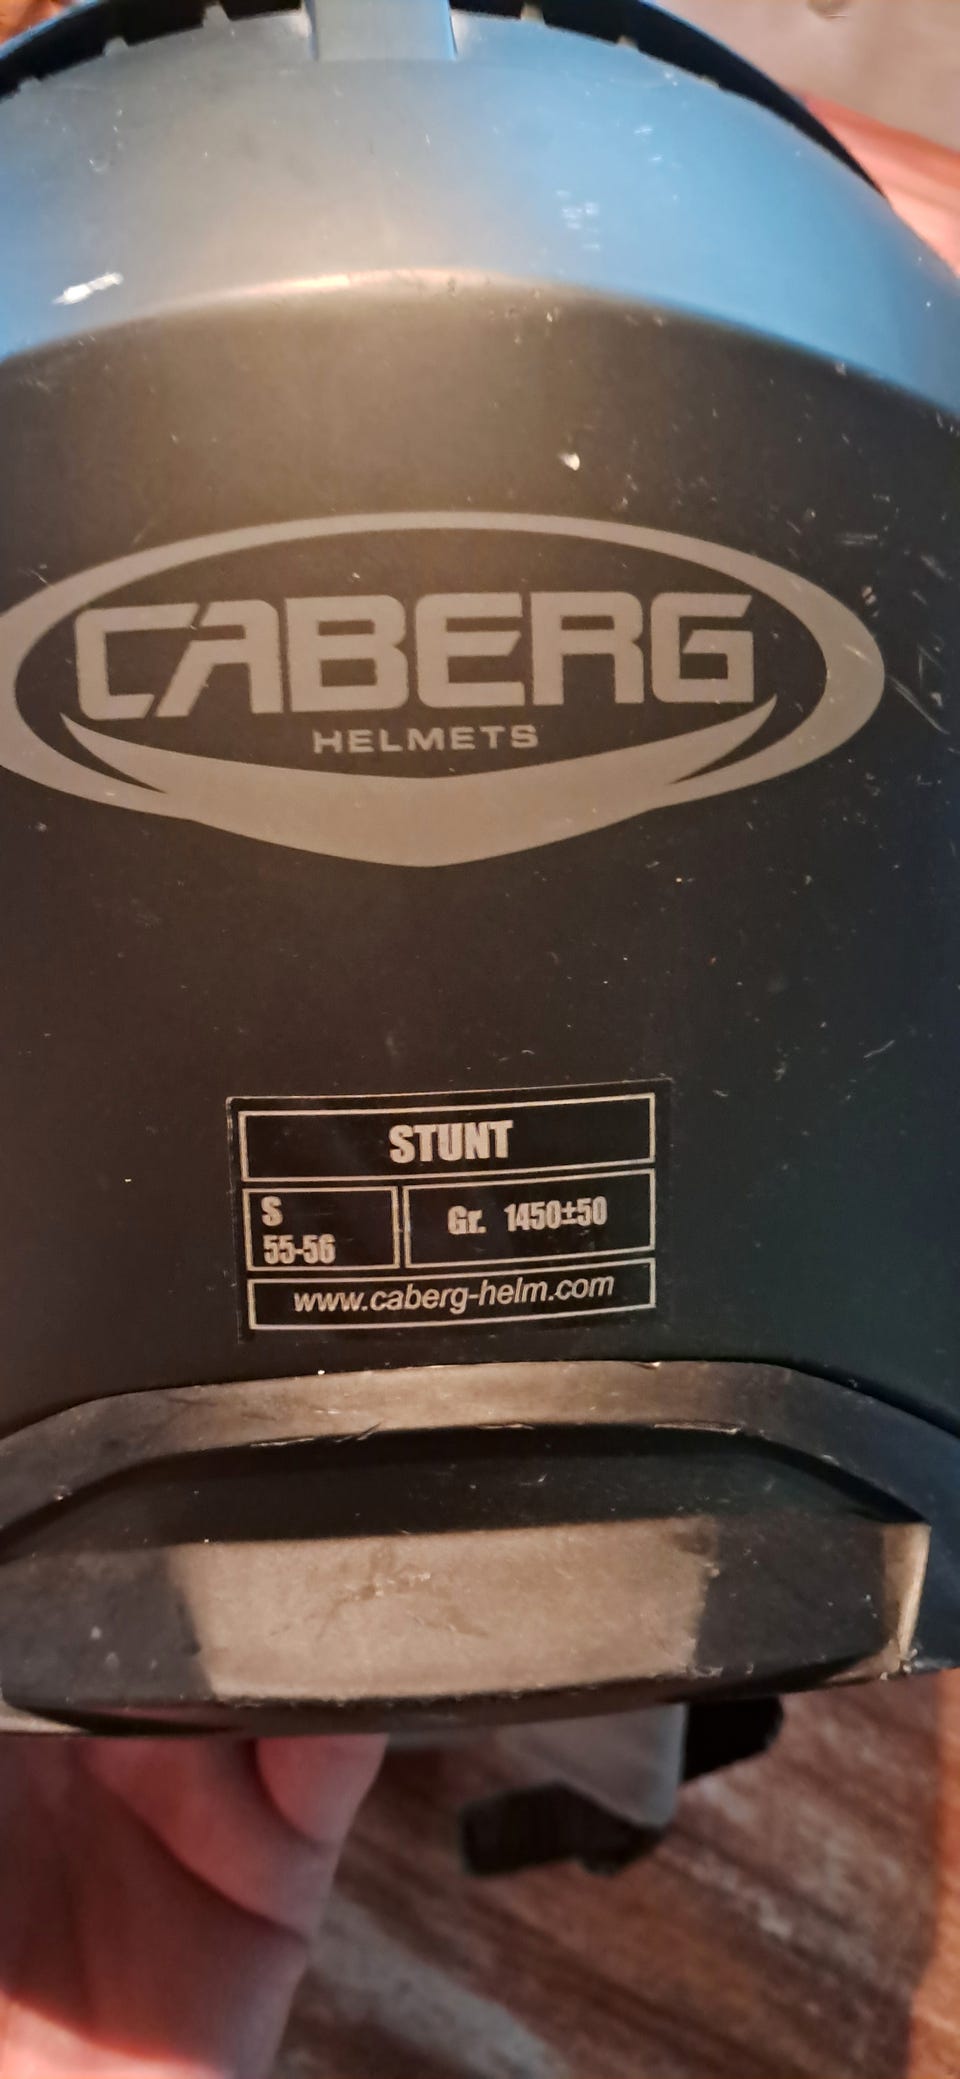 CABERG
HELMETS
STUNT
S
55-56
Gr. 1450±50
www.caberg-helm.com